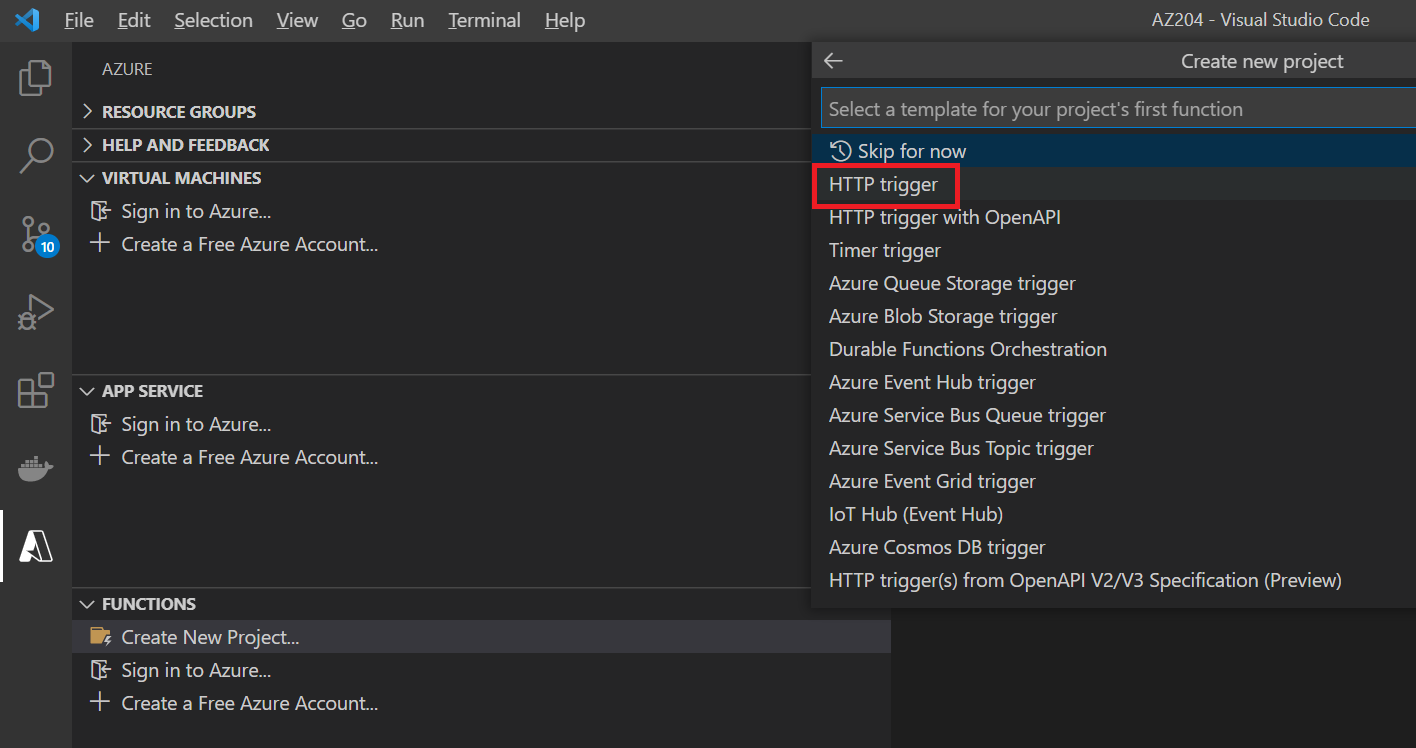 File Edit Selection View Go Run Terminal Help AZ204 - Visual Studio Code
AZURE
RESOURCE GROUPS
HELP AND FEEDBACK
VIRTUAL MACHINES
Sign in to Azure...
Create a Free Azure Account...
APP SERVICE
Sign in to Azure...
Create a Free Azure Account...
FUNCTIONS
Create New Project...
Sign in to Azure...
Create a Free Azure Account...
10
Create new project
Select a template for your project's first function
Skip for now
HTTP trigger
HTTP trigger with OpenAPI
Timer trigger
Azure Queue Storage trigger
Azure Blob Storage trigger
Durable Functions Orchestration
Azure Event Hub trigger
Azure Service Bus Queue trigger
Azure Service Bus Topic trigger
Azure Event Grid trigger
IoT Hub (Event Hub)
Azure Cosmos DB trigger
HTTP trigger(s) from OpenAPI V2/V3 Specification (Preview)